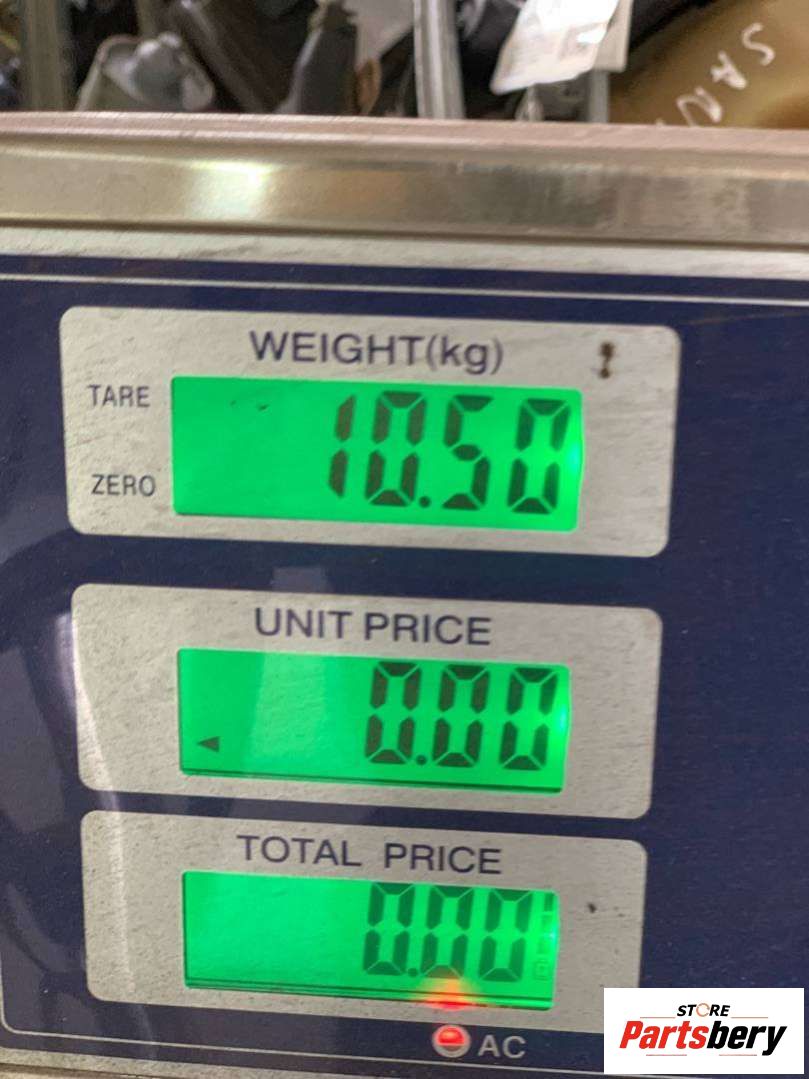 WEIGHT(kg)
TARE
10.50
ZERO
UNIT PRICE
0.00
TOTAL PRICE
0.00
AC
STORE
Partsbery